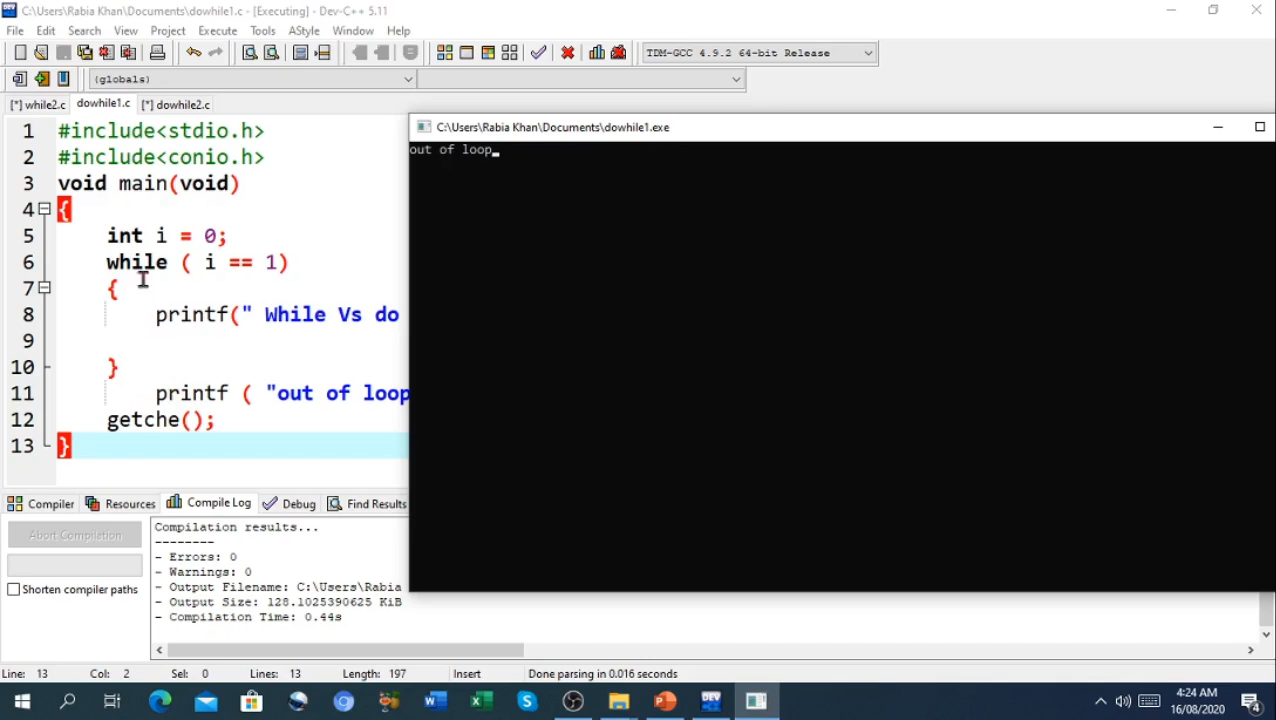 C:\Users\Rabia Khan\Documents\dowhile1.c - [Executing] - Dev-C++ 5.11
File Edit Search View Project Execute Tools AStyle Window Help
TDM-GCC 4.9.2 64-bit Release
(globals)
[*] while2.c dowhile1.c [*] dowhile2.c
1 #include<stdio.h>
2 #include<conio.h>
3 void main(void)
4 {
5 int i = 0;
6 while ( i == 1)
7 {
8 printf(" While Vs do
9
10 }
11 printf ( "out of loop
12 getche();
13 }
C:\Users\Rabia Khan\Documents\dowhile1.exe
out of loop
Compiler Resources Compile Log Debug Find Results
Abort Compilation
Shorten compiler paths
Compilation results...
--------
- Errors: 0
- Warnings: 0
- Output Filename: C:\Users\Rabia
- Output Size: 128.1025390625 KiB
- Compilation Time: 0.44s
Line: 13 Col: 2 Sel: 0 Lines: 13 Length: 197 Insert Done parsing in 0.016 seconds
4:24 AM
16/08/2020
4